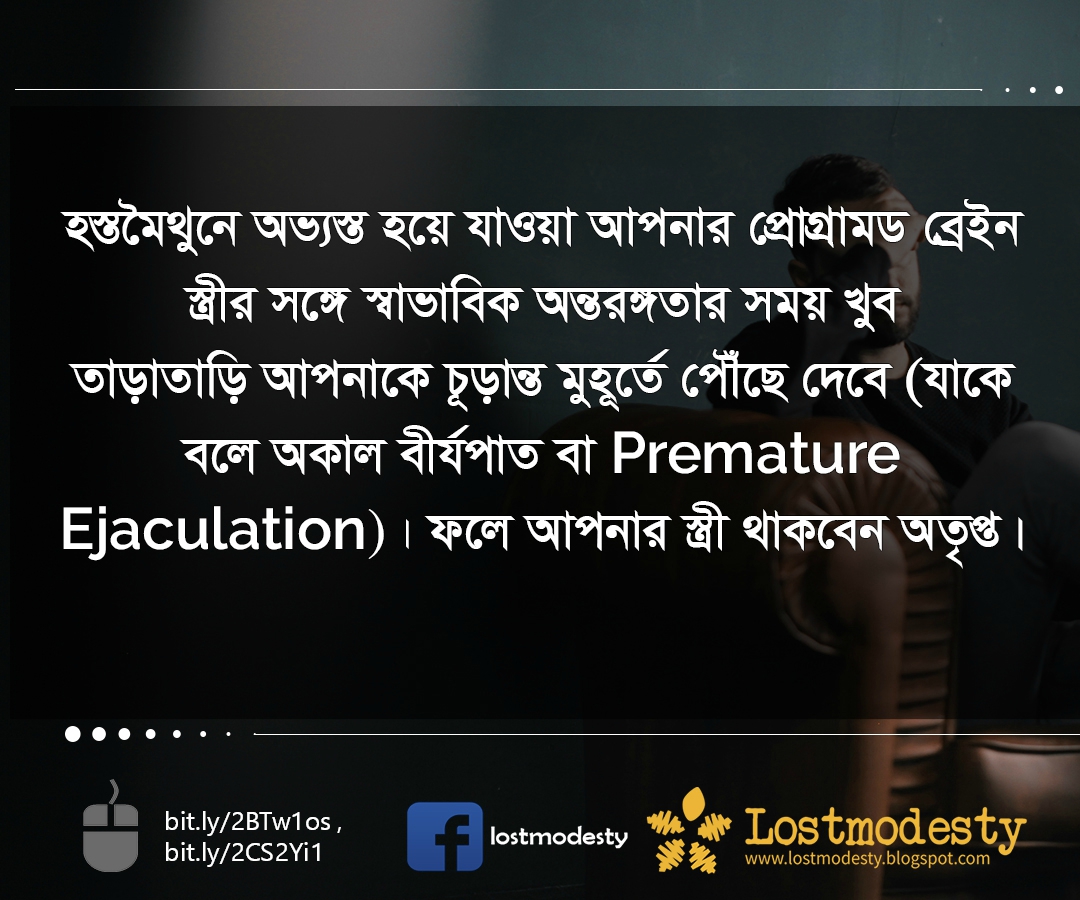 হস্তমৈথুনে অভ্যস্ত হয়ে যাওয়া আপনার প্রোগ্রামড ব্রেইন
স্ত্রীর সঙ্গে স্বাভাবিক অন্তরঙ্গতার সময় খুব
তাড়াতাড়ি আপনাকে চূড়ান্ত মুহূর্তে পৌঁছে দেবে (যাকে
বলে অকাল বীর্যপাত বা Premature
Ejaculation)। ফলে আপনার স্ত্রী থাকবেন অতৃপ্ত।
bit.ly/2BTw1os ,
bit.ly/2CS2Yi1
lostmodesty
Lostmodesty
www.lostmodesty.blogspot.com